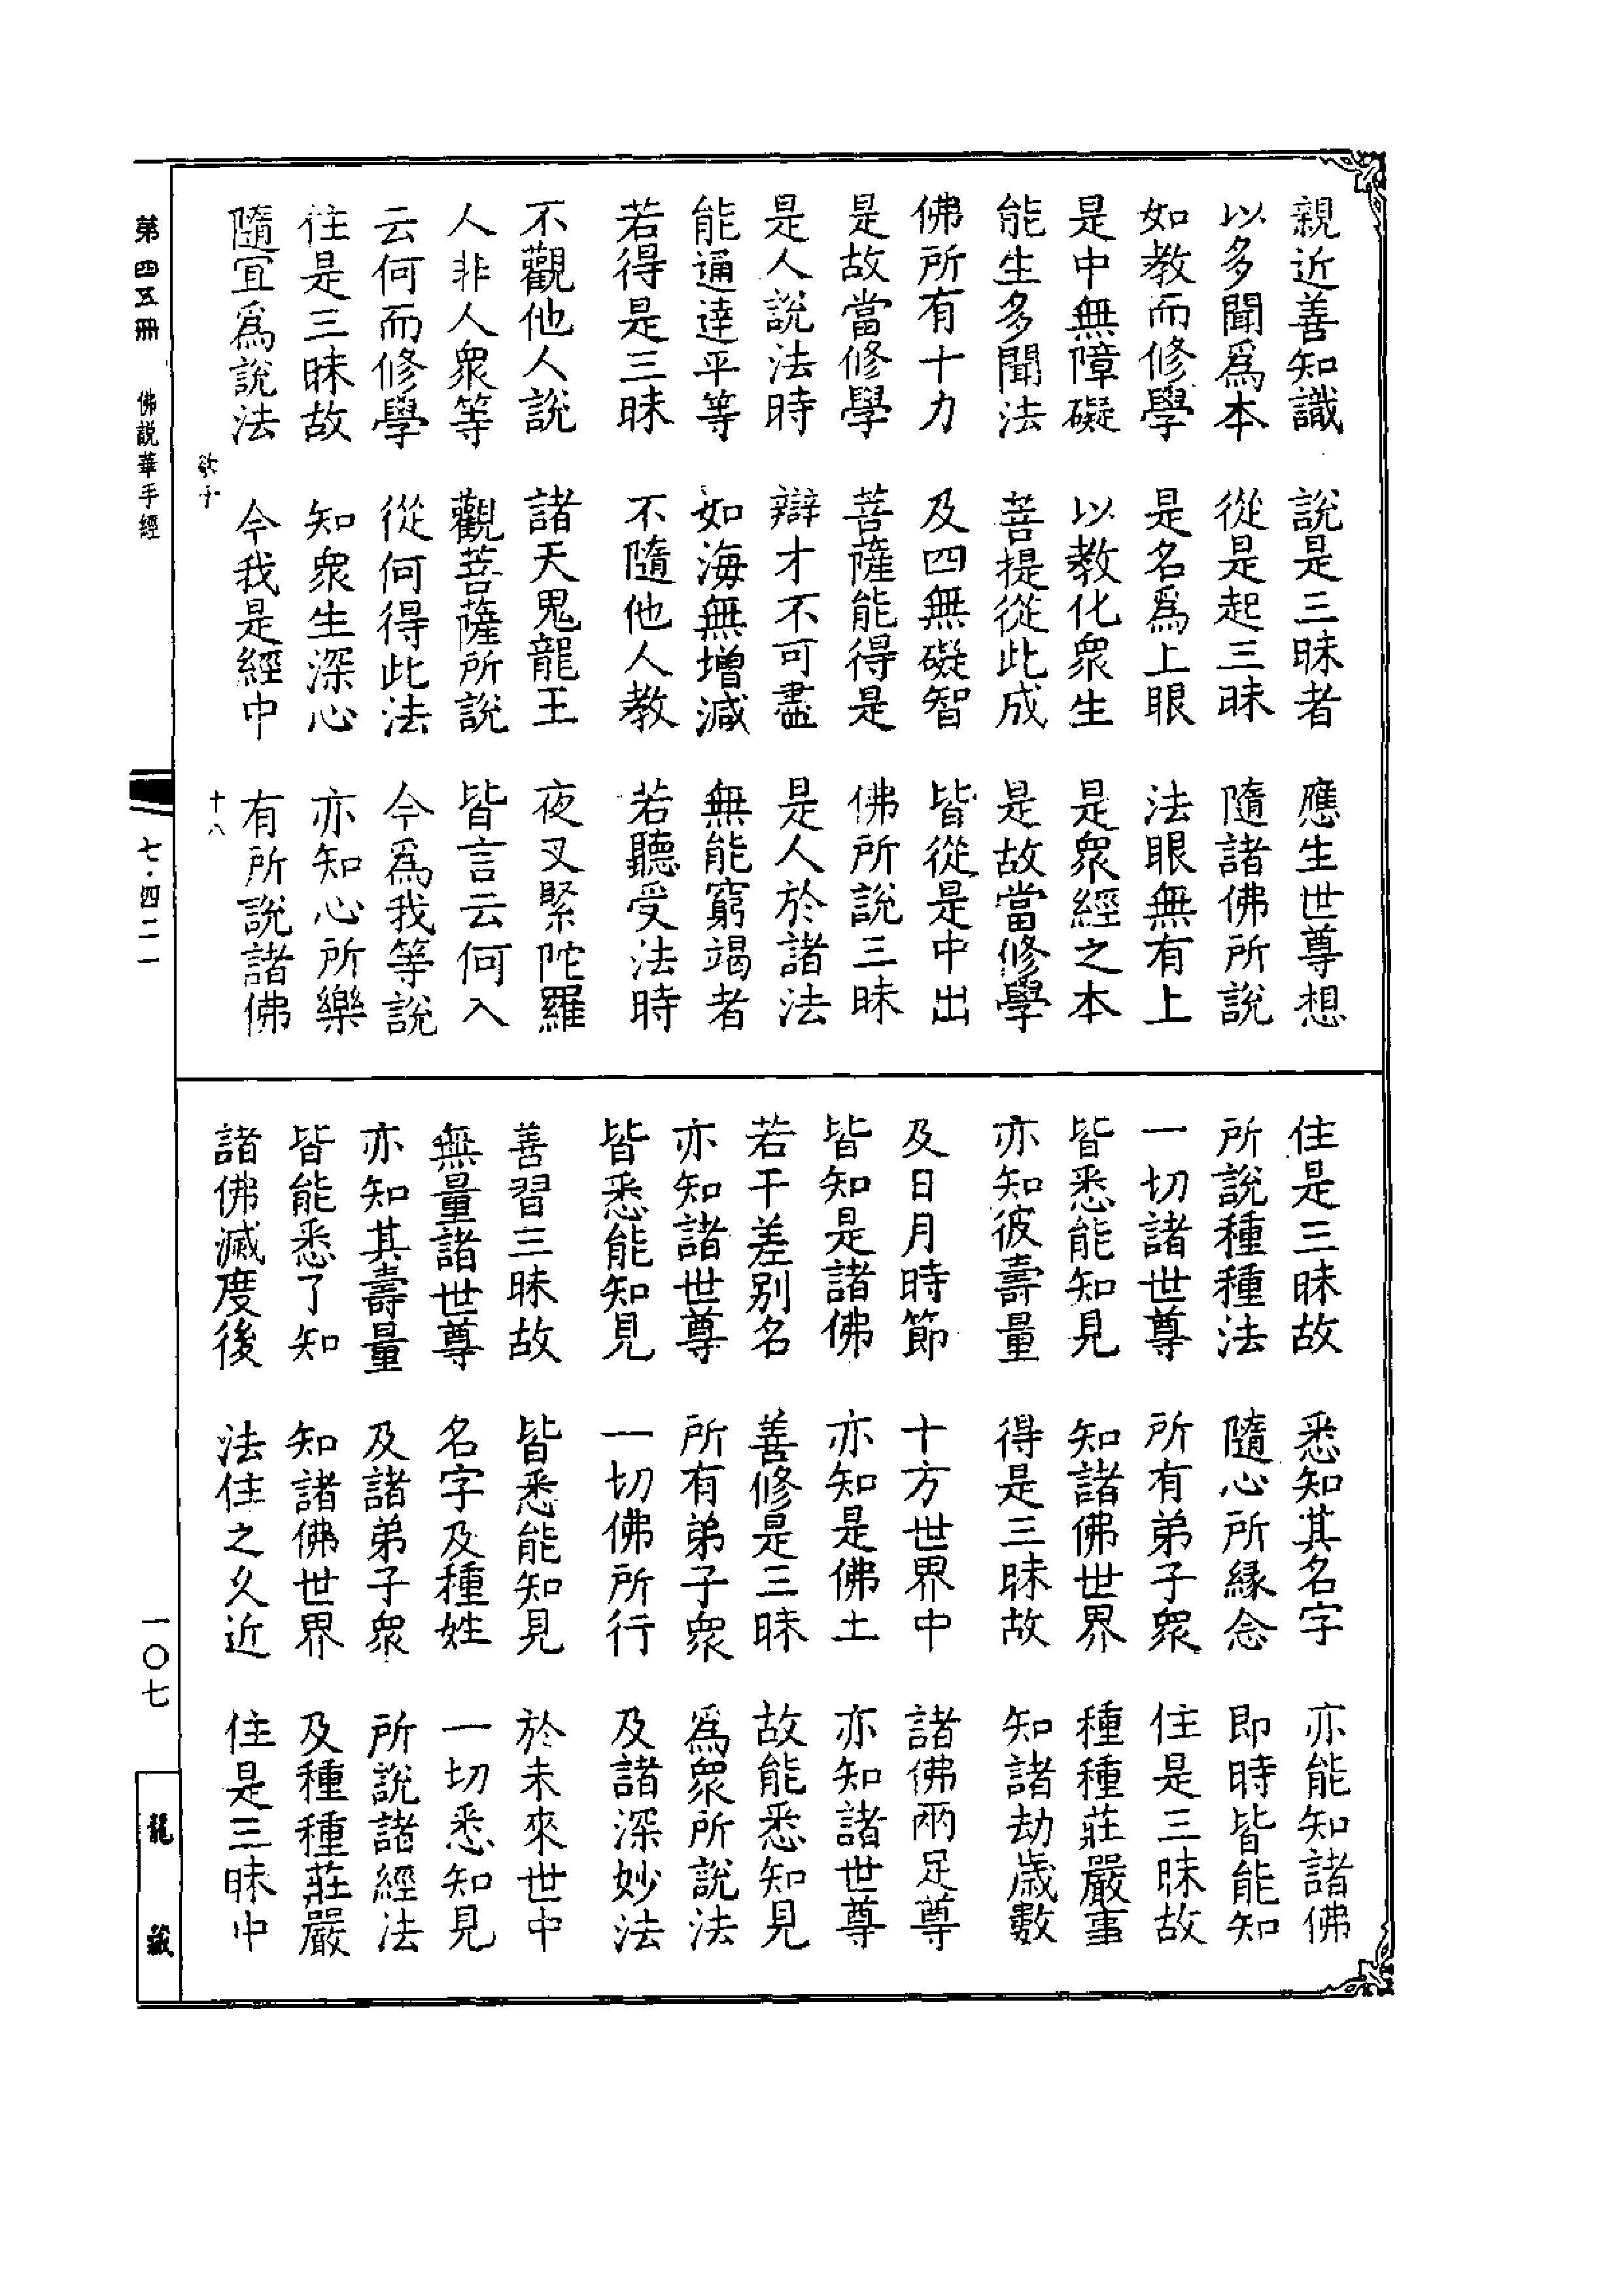 親近善知識　說是三昧者　應生世尊想
以多聞爲本　從是起三昧　隨諸佛所說
如教而修學　是名爲上眼　法眼無有上
是中無障礙　以教化衆生　是衆經之本
能生多聞法　菩提從此成　是故當修學
佛所有十力　及四無礙智　皆從是中出
是故當修學　菩薩能得是　佛所說三昧
是人說法時　辯才不可盡　是人於諸法
能通達平等　如海無增減　無能窮竭者
若得是三昧　不隨他人教　若聽受法時
不觀他人說　諸天鬼龍王　夜叉緊陀羅
人非人衆等　觀菩薩所說　皆言云何入
云何而修學　從何得此法　今爲我等說
住是三昧故　知衆生深心　亦知心所樂
隨宜爲說法　今我是經中　有所說諸佛
十八
住是三昧故　悉知其名字　亦能知諸佛
所說種種法　隨心所緣念　即時皆能知
一切諸世尊　所有弟子衆　住是三昧故
皆悉能知見　知諸佛世界　種種莊嚴事
亦知彼壽量　得是三昧故　知諸劫歲數
及日月時節　十方世界中　諸佛兩足尊
皆知是諸佛　亦知是佛土　亦知諸世尊
若干差別名　善修是三昧　故能悉知見
亦知諸世尊　所有弟子衆　爲衆所說法
皆悉能知見　一切佛所行　及諸深妙法
善習三昧故　皆悉能知見　於未來世中
無量諸世尊　名字及種姓　一切悉知見
亦知其壽量　及諸弟子衆　所說諸經法
皆能悉了知　知諸佛世界　及種種莊嚴
諸佛滅度後　法住之久近　住是三昧中
第四五冊　佛說華手經　七·四二一　一〇七　龍藏